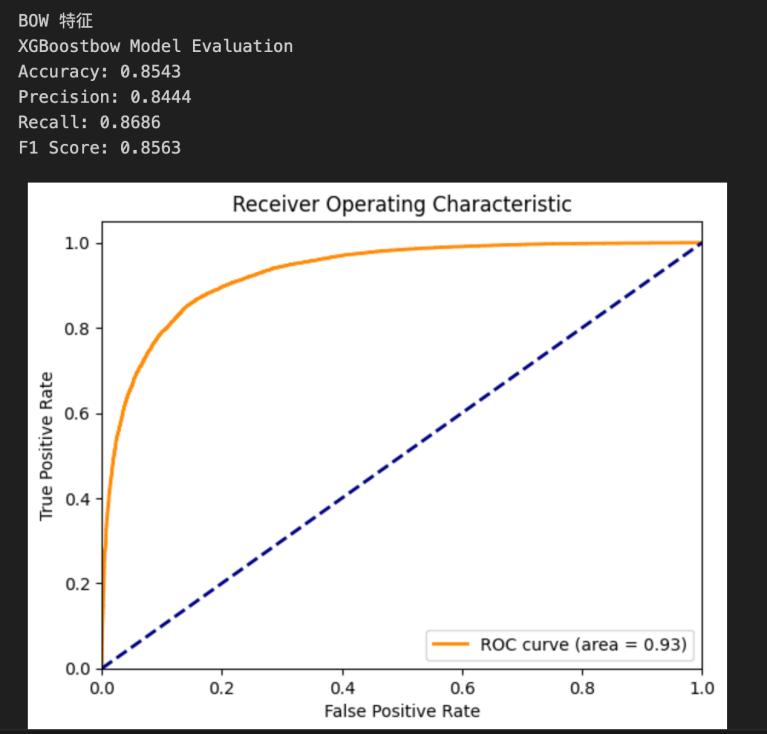 BOW 特征
XGBoostbow Model Evaluation
Accuracy: 0.8543
Precision: 0.8444
Recall: 0.8686
F1 Score: 0.8563
Receiver Operating Characteristic
1.0
0.8
0.6
0.4
0.2
0.0
True Positive Rate
ROC curve (area = 0.93)
0.0 0.2 0.4 0.6 0.8 1.0
False Positive Rate